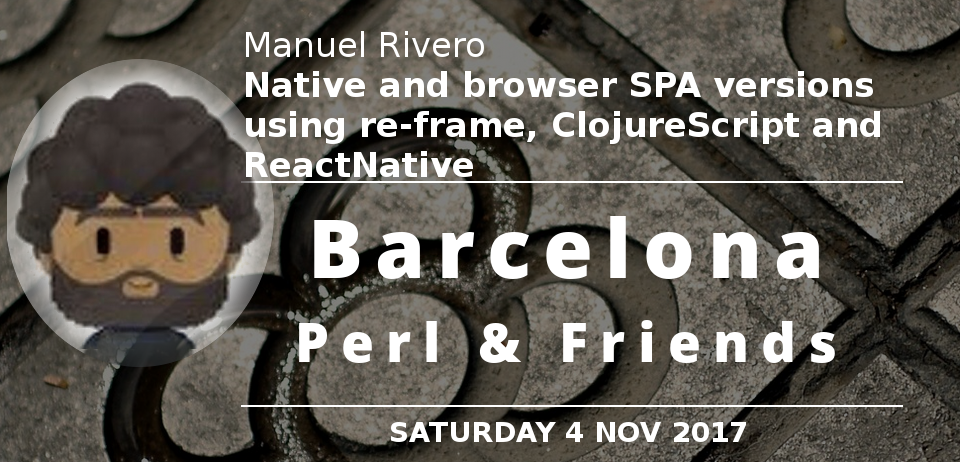 Manuel Rivero
Native and browser SPA versions
using re-frame, ClojureScript and
ReactNative
Barcelona
Perl & Friends
SATURDAY 4 NOV 2017